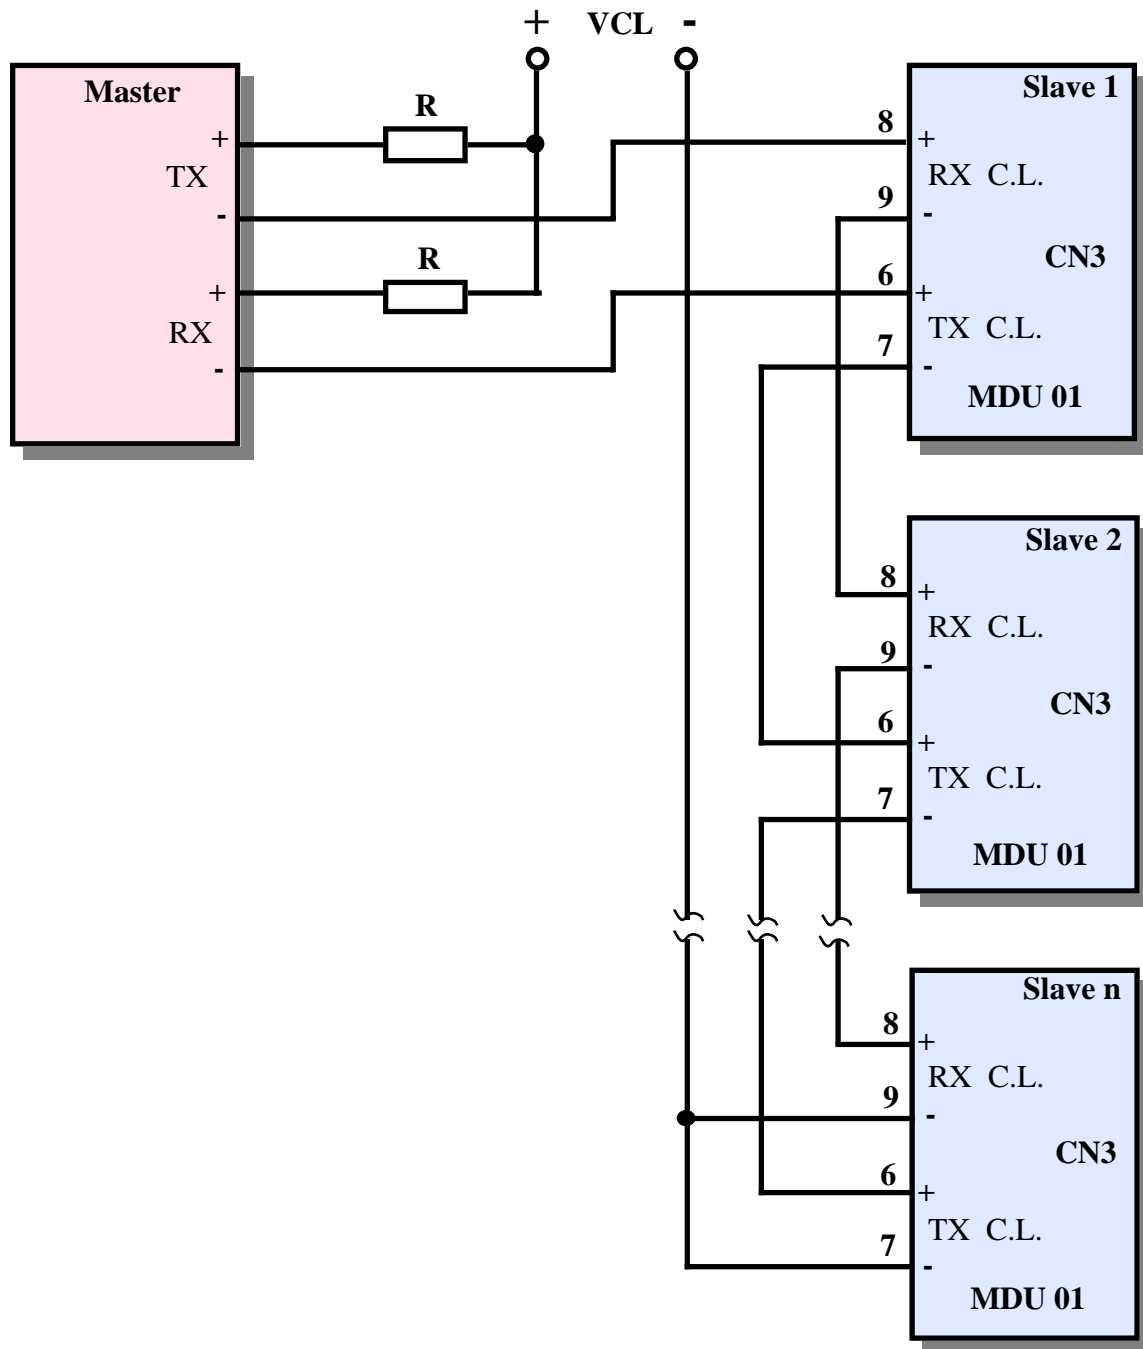 + VCL -
Master
+
TX
-
+
RX
-
R
R
Slave 1
8 +
RX C.L.
9 -
CN3
6 +
TX C.L.
7 -
MDU 01
Slave 2
8 +
RX C.L.
9 -
CN3
6 +
TX C.L.
7 -
MDU 01
Slave n
8 +
RX C.L.
9 -
CN3
6 +
TX C.L.
7 -
MDU 01